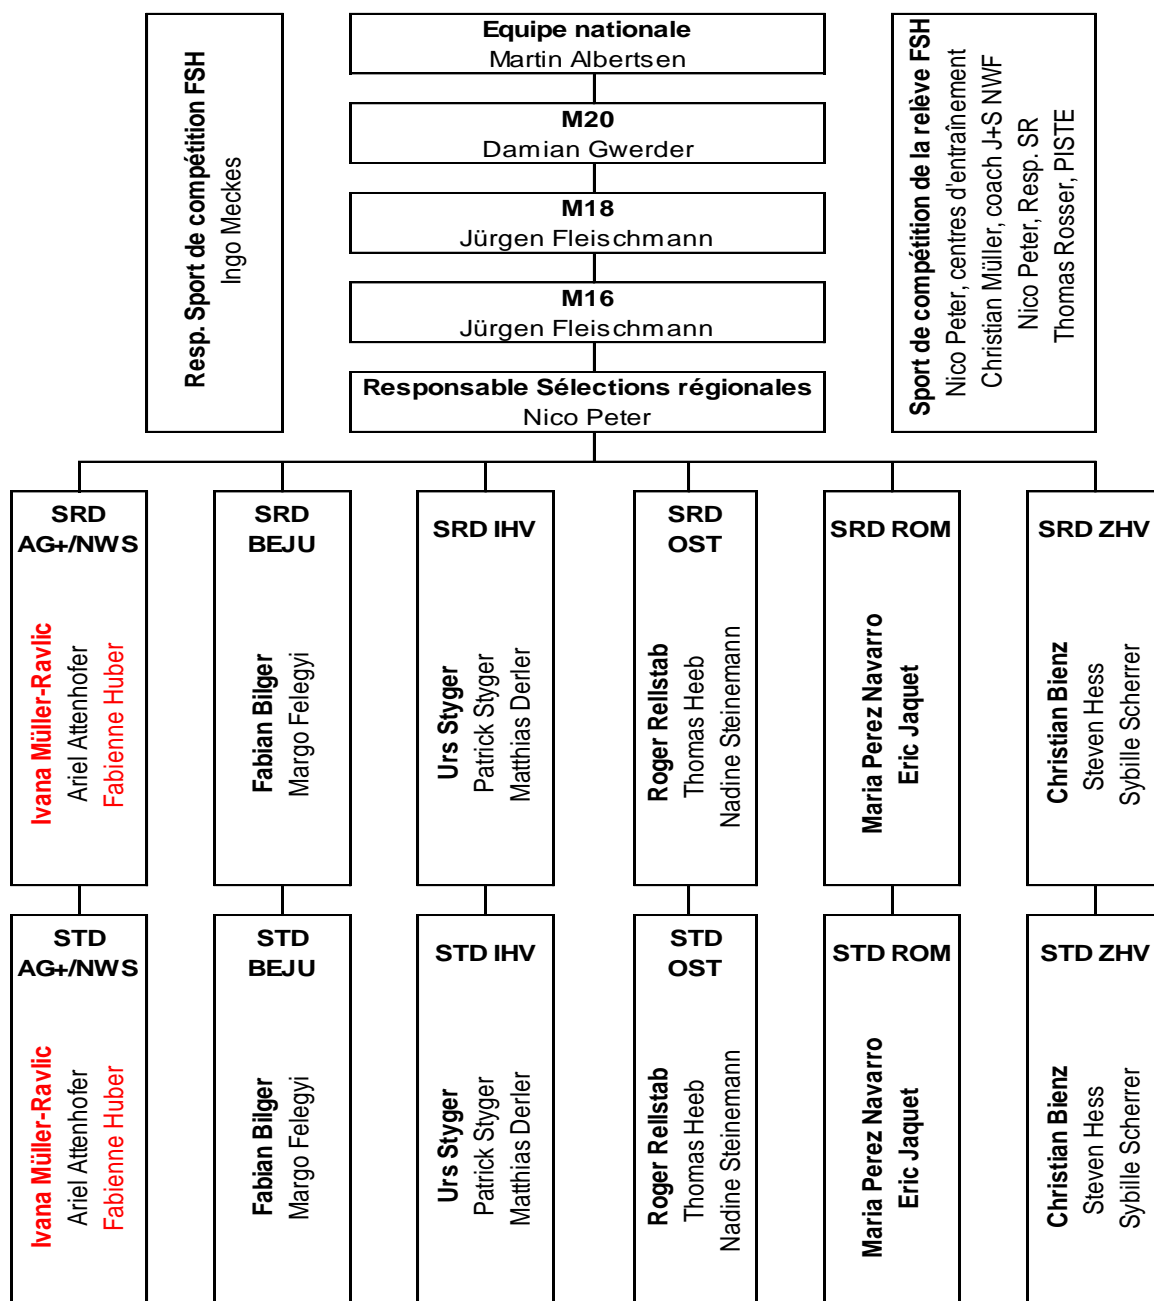 Resp. Sport de compétition FSH
Ingo Meckes
Equipe nationale
Martin Albertsen
M20
Damian Gwerder
M18
Jürgen Fleischmann
M16
Jürgen Fleischmann
Responsable Sélections régionales
Nico Peter
Sport de compétition de la relève FSH
Nico Peter, centres d'entraînement
Christian Müller, coach J+S NWF
Nico Peter, Resp. SR
Thomas Rosser, PISTE
SRD
AG+/NWS
Ivana Müller-Ravlic
Ariel Attenhofer
Fabienne Huber
SRD
BEJU
Fabian Bilger
Margo Felegyi
SRD IHV
Urs Styger
Patrick Styger
Matthias Derler
SRD
OST
Roger Rellstab
Thomas Heeb
Nadine Steinemann
SRD ROM
Maria Perez Navarro
Eric Jaquet
SRD ZHV
Christian Bienz
Steven Hess
Sybille Scherrer
STD
AG+/NWS
Ivana Müller-Ravlic
Ariel Attenhofer
Fabienne Huber
STD
BEJU
Fabian Bilger
Margo Felegyi
STD IHV
Urs Styger
Patrick Styger
Matthias Derler
STD
OST
Roger Rellstab
Thomas Heeb
Nadine Steinemann
STD ROM
Maria Perez Navarro
Eric Jaquet
STD ZHV
Christian Bienz
Steven Hess
Sybille Scherrer